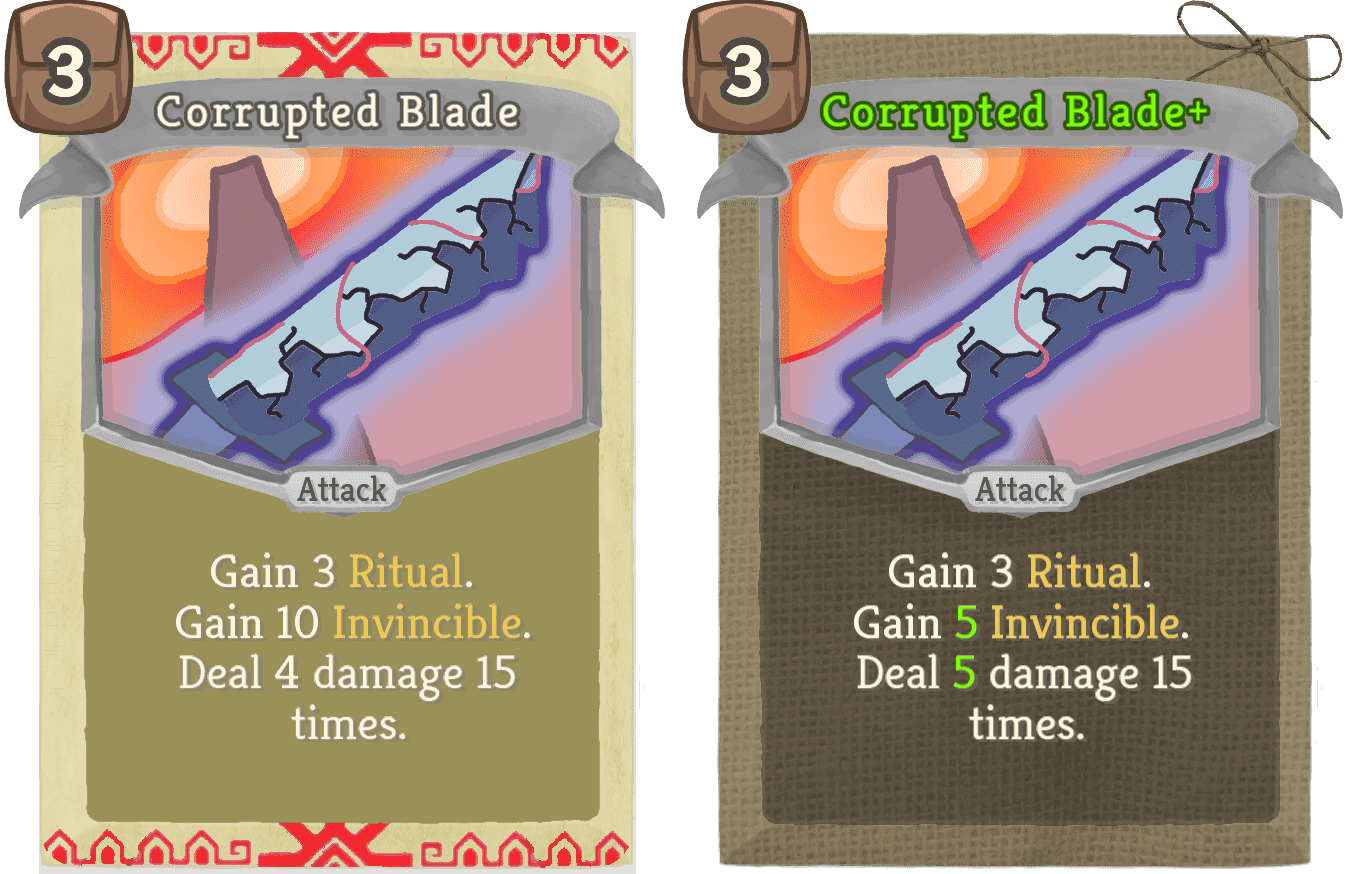 3
Corrupted Blade
Attack
Gain 3 Ritual.
Gain 10 Invincible.
Deal 4 damage 15
times.
3
Corrupted Blade+
Attack
Gain 3 Ritual.
Gain 5 Invincible.
Deal 5 damage 15
times.